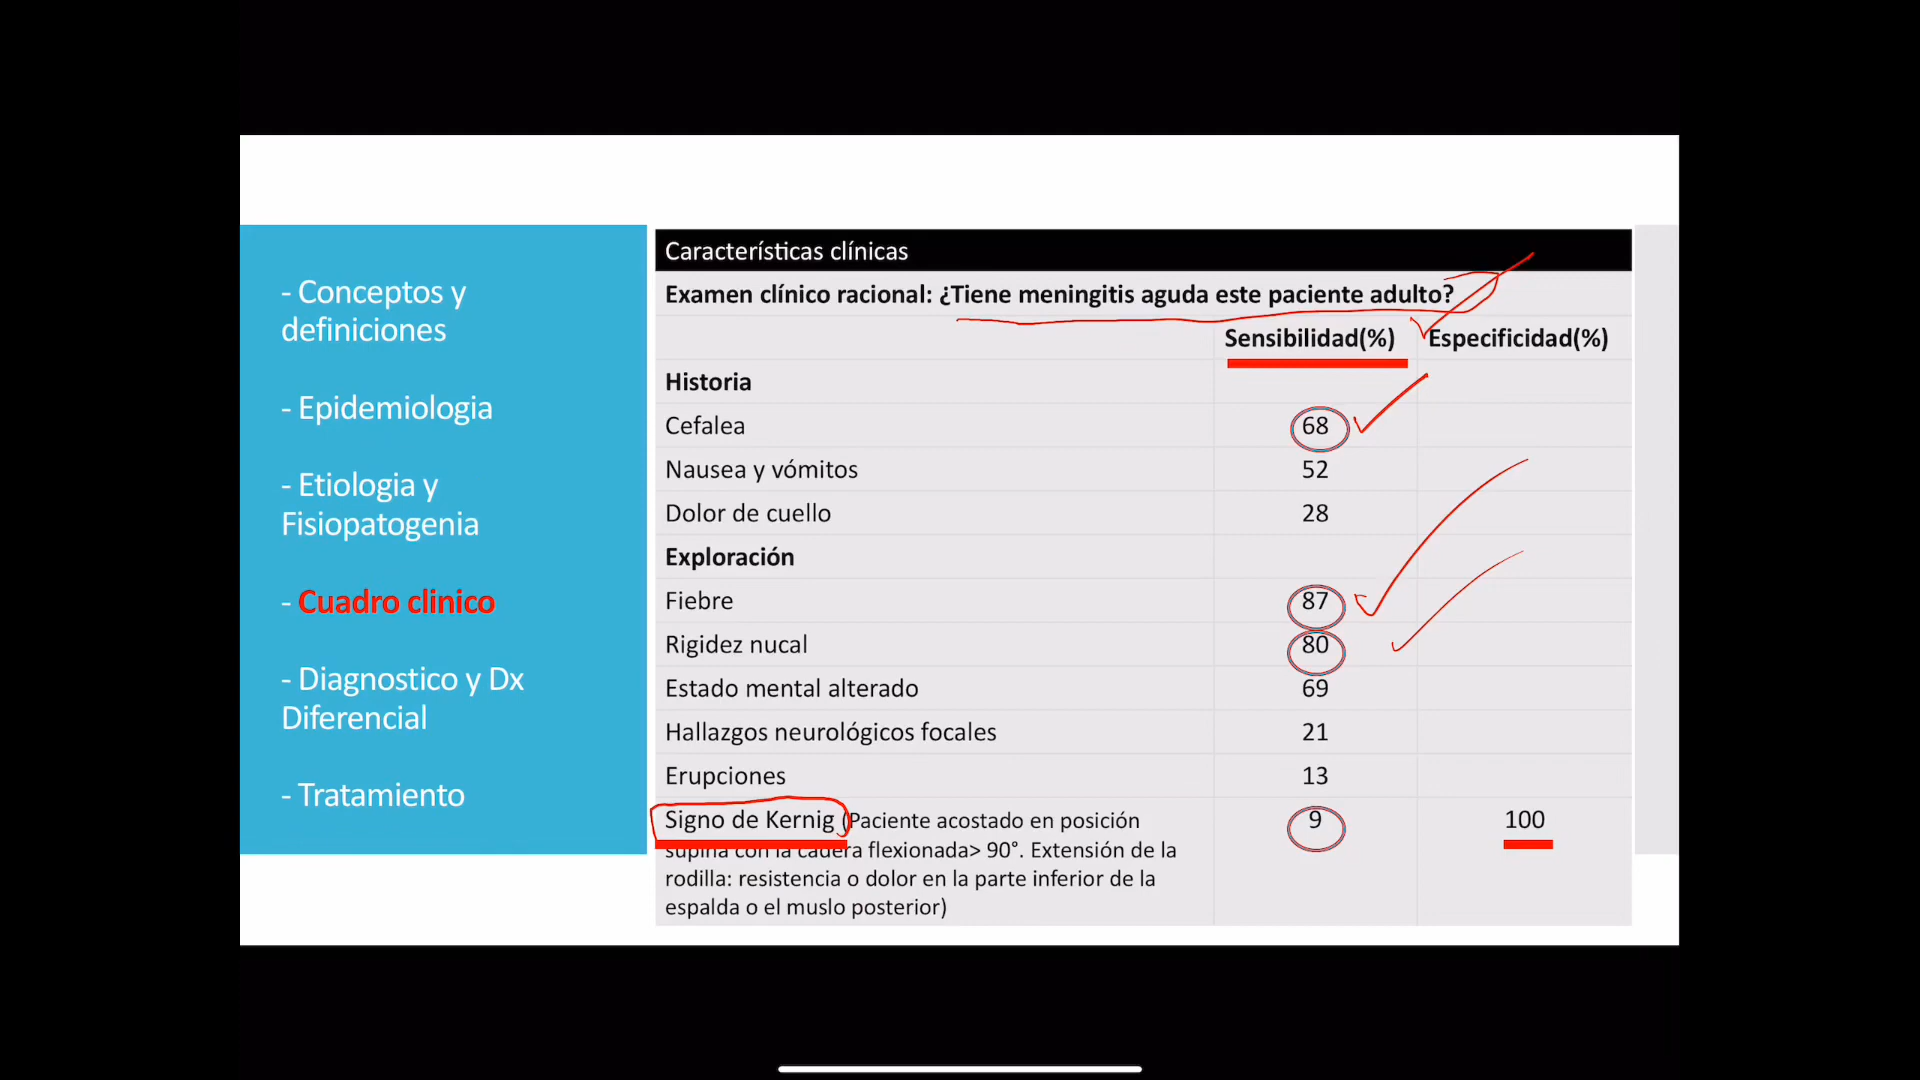 - Conceptos y
definiciones
- Epidemiologia
- Etiologia y
Fisiopatogenia
- Cuadro clinico
- Diagnostico y Dx
Diferencial
- Tratamiento
Características clínicas
Examen clínico racional: ¿Tiene meningitis aguda este paciente adulto?
Sensibilidad(%) Especificidad(%)
Historia
Cefalea 68
Nausea y vómitos 52
Dolor de cuello 28
Exploración
Fiebre 87
Rigidez nucal 80
Estado mental alterado 69
Hallazgos neurológicos focales 21
Erupciones 13
Signo de Kernig (Paciente acostado en posición 9 100
supina con la cadera flexionada> 90°. Extensión de la
rodilla: resistencia o dolor en la parte inferior de la
espalda o el muslo posterior)